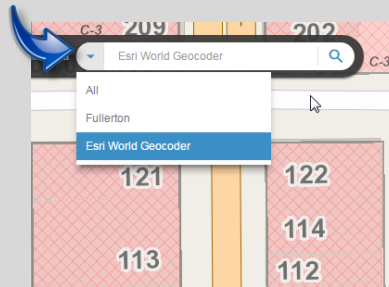 C-3 209 202
Esri World Geocoder
C-3
All
Fullerton
Esri World Geocoder
121 122
114
113
112